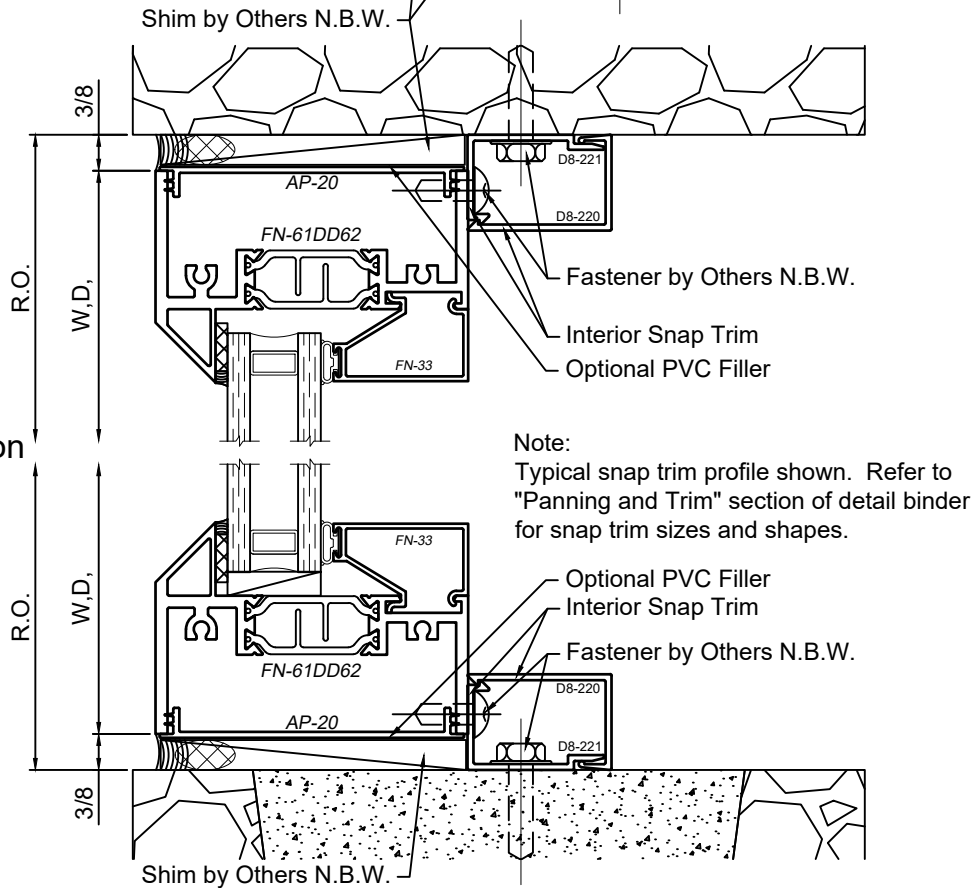 Shim by Others N.B.W.
3/8
R.O.
W,D,
AP-20
FN-61DD62
FN-33
D8-221
D8-220
Fastener by Others N.B.W.
Interior Snap Trim
Optional PVC Filler
Note:
Typical snap trim profile shown. Refer to
"Panning and Trim" section of detail binder
for snap trim sizes and shapes.
R.O.
W,D,
FN-33
FN-61DD62
AP-20
Optional PVC Filler
Interior Snap Trim
Fastener by Others N.B.W.
D8-220
D8-221
3/8
Shim by Others N.B.W.